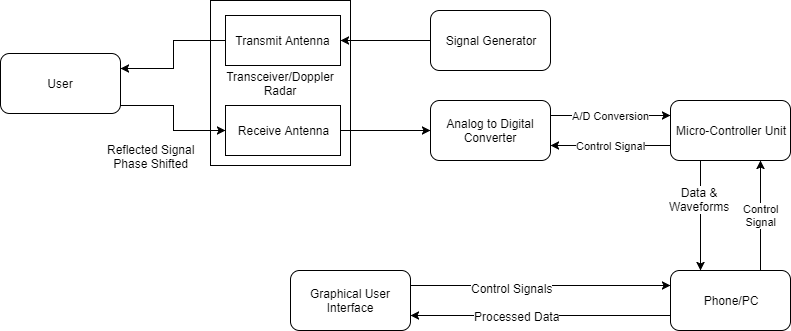 Transmit Antenna
Signal Generator
User
Transceiver/Doppler
Radar
Receive Antenna
Analog to Digital
Converter
A/D Conversion
Micro-Controller Unit
Control Signal
Reflected Signal
Phase Shifted
Data &
Waveforms
Control
Signal
Graphical User
Interface
Control Signals
Processed Data
Phone/PC